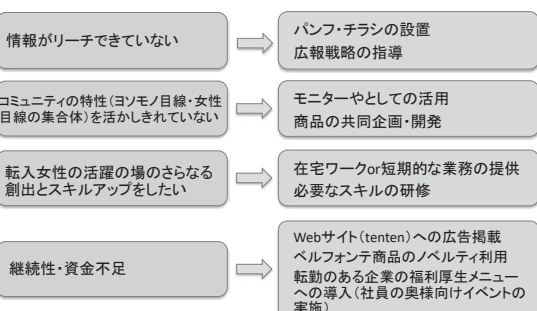 情報がリーチできていない
パンフ・チラシの設置
広報戦略の指導
コミュニティの特性(ヨソモノ目線・女性
目線の集合体)を活かしきれていない
モニターやとしての活用
商品の共同企画・開発
転入女性の活躍の場のさらなる
創出とスキルアップをしたい
在宅ワークor短期的な業務の提供
必要なスキルの研修
継続性・資金不足
Webサイト(tenten)への広告掲載
ベルフォンテ商品のノベルティ利用
転勤のある企業の福利厚生メニュー
への導入(社員の奥様向けイベントの
実施)